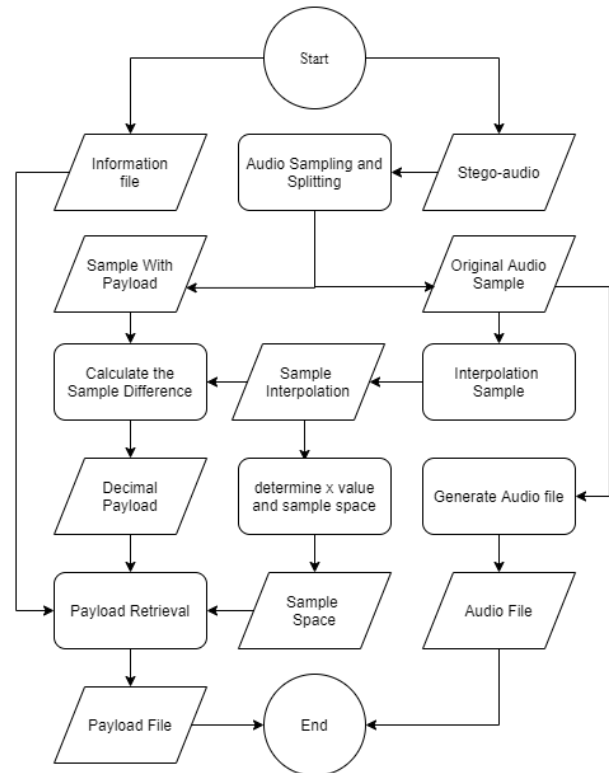 Start
Information
file
Audio Sampling and
Splitting
Stego-audio
Sample With
Payload
Original Audio
Sample
Calculate the
Sample Difference
Sample
Interpolation
Interpolation
Sample
Decimal
Payload
determine x value
and sample space
Generate Audio file
Payload Retrieval
Sample
Space
Audio File
Payload File
End